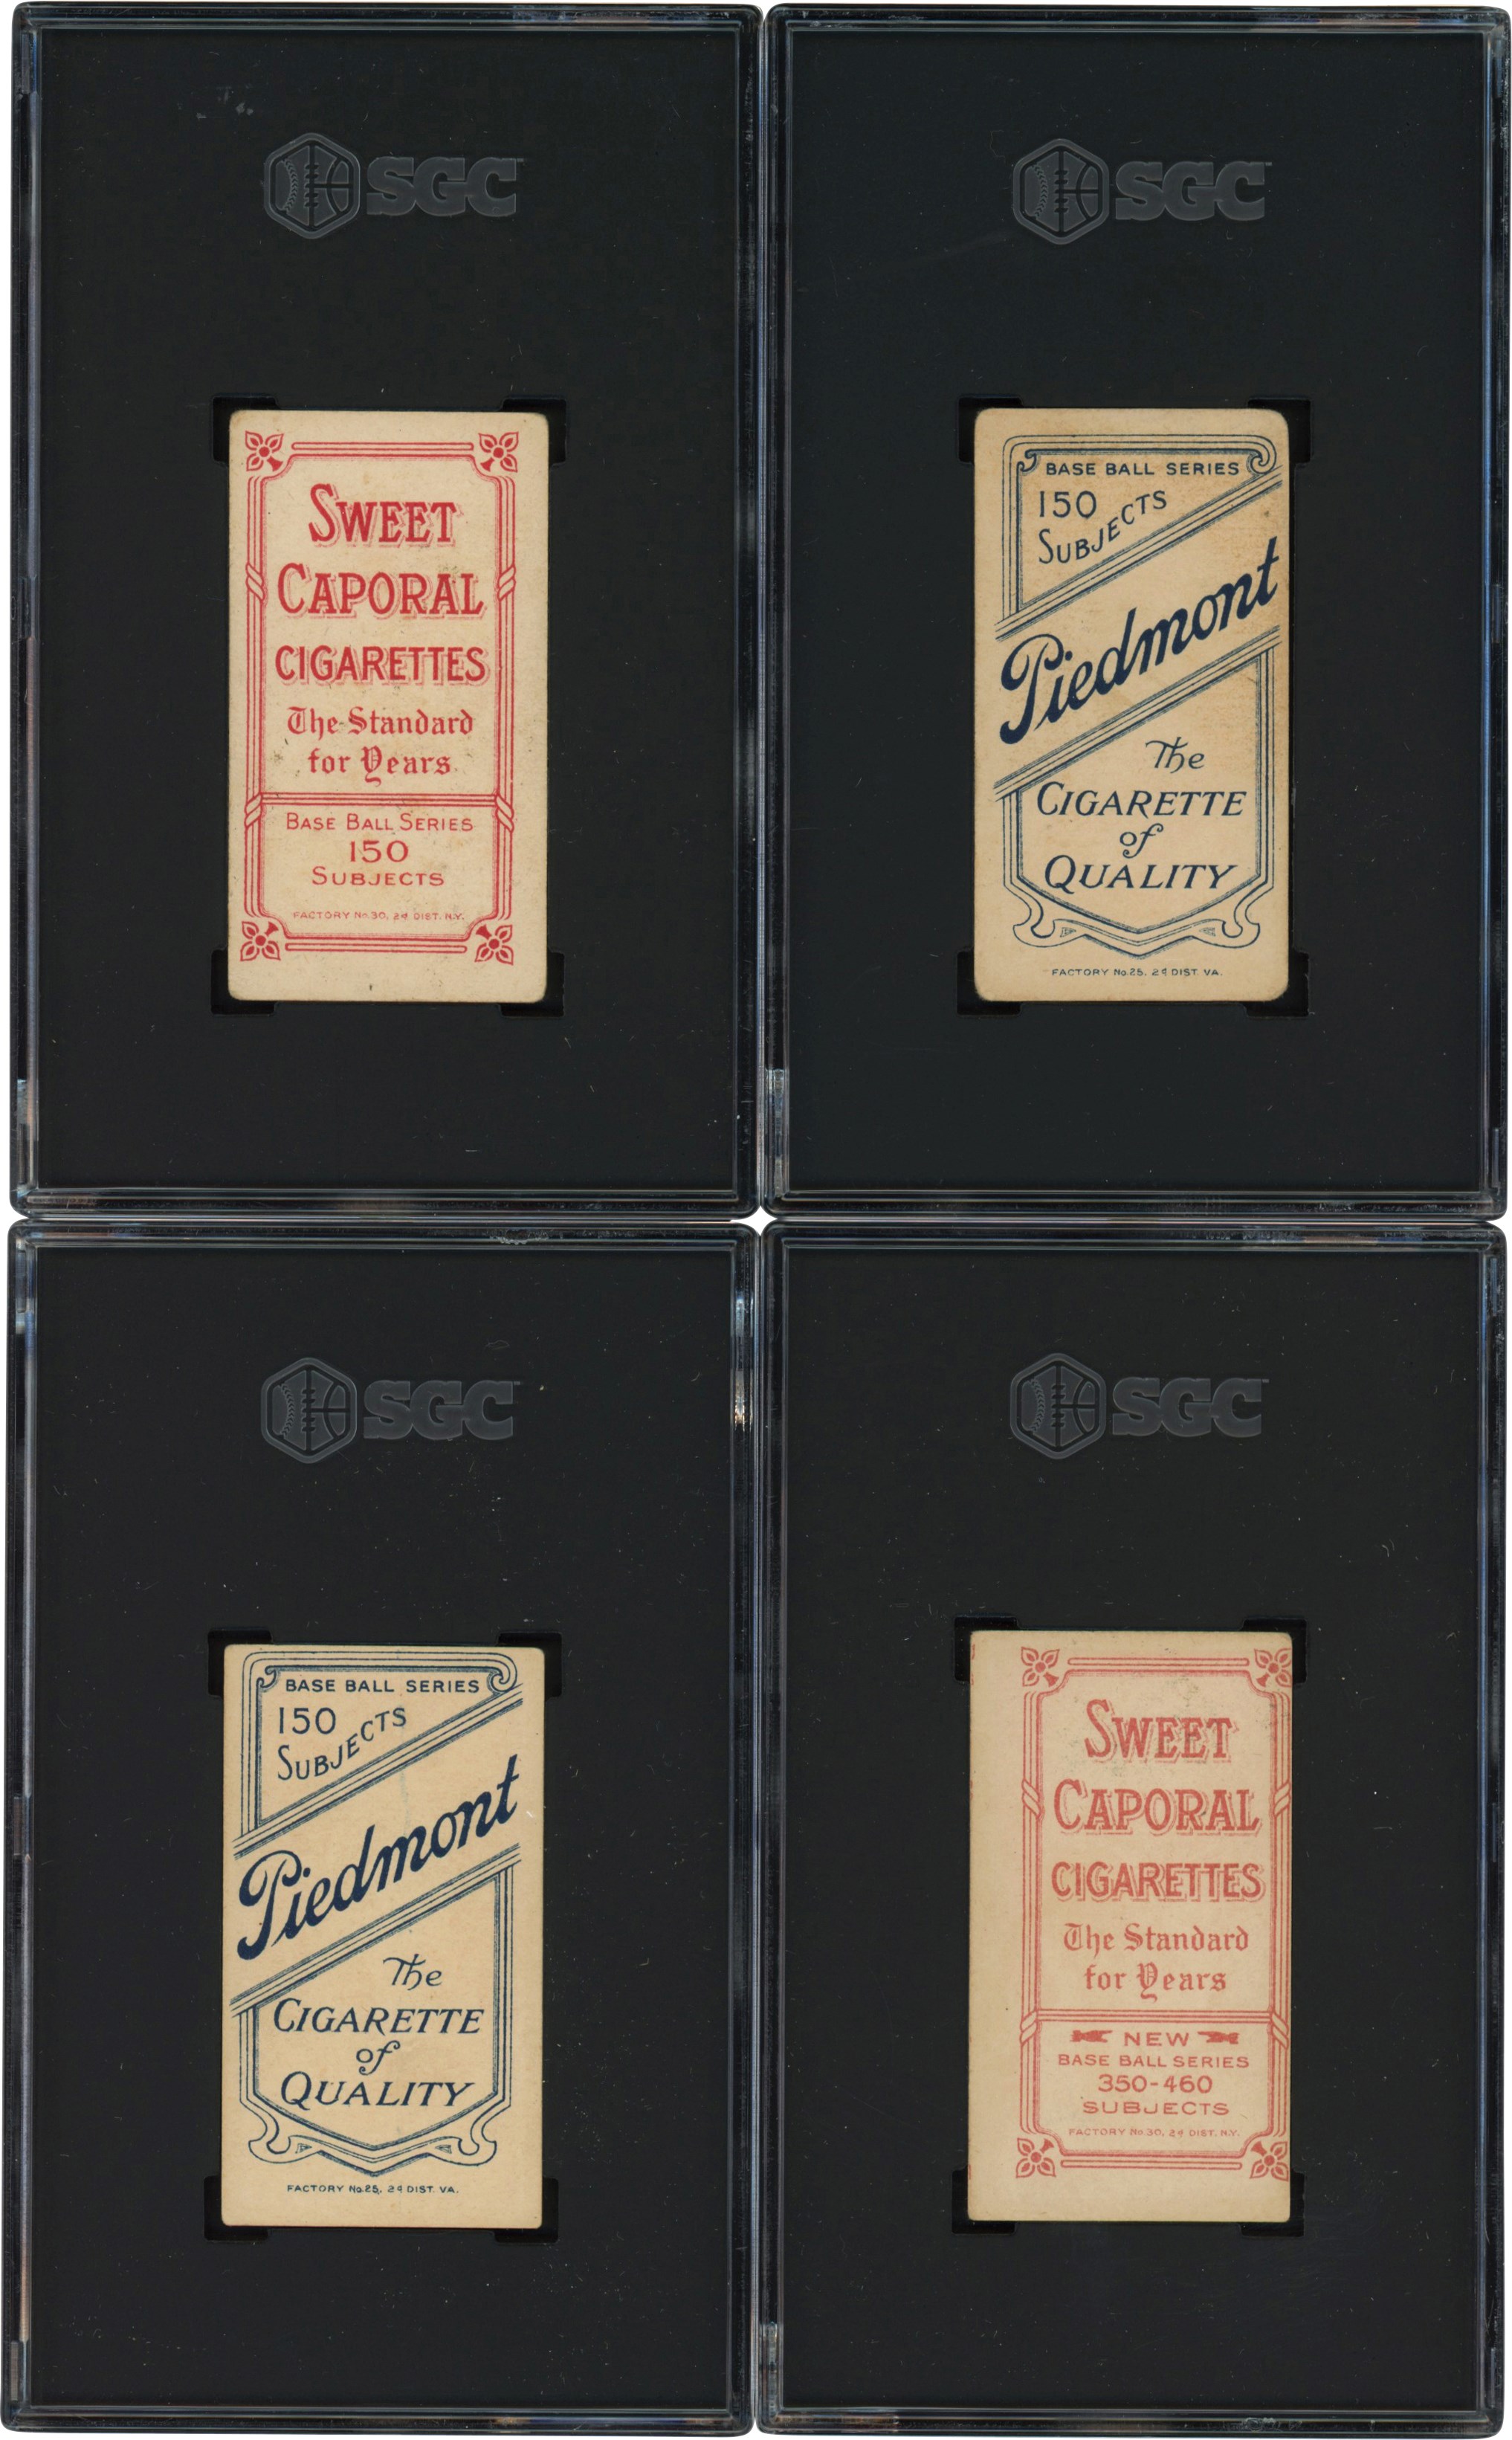 SGC
SWEET
CAPORAL
CIGARETTES
The Standard
for Years
BASE BALL SERIES
150
SUBJECTS
FACTORY No. 30, 2d DIST. N.Y.
SGC
BASE BALL SERIES
150
SUBJECTS
Piedmont
The
CIGARETTE
of
QUALITY
FACTORY No. 25, 2d DIST. VA.
SGC
BASE BALL SERIES
150
SUBJECTS
Piedmont
The
CIGARETTE
of
QUALITY
FACTORY No. 25, 2d DIST. VA.
SGC
SWEET
CAPORAL
CIGARETTES
The Standard
for Years
NEW
BASE BALL SERIES
350-460
SUBJECTS
FACTORY No. 30, 2d DIST. N.Y.